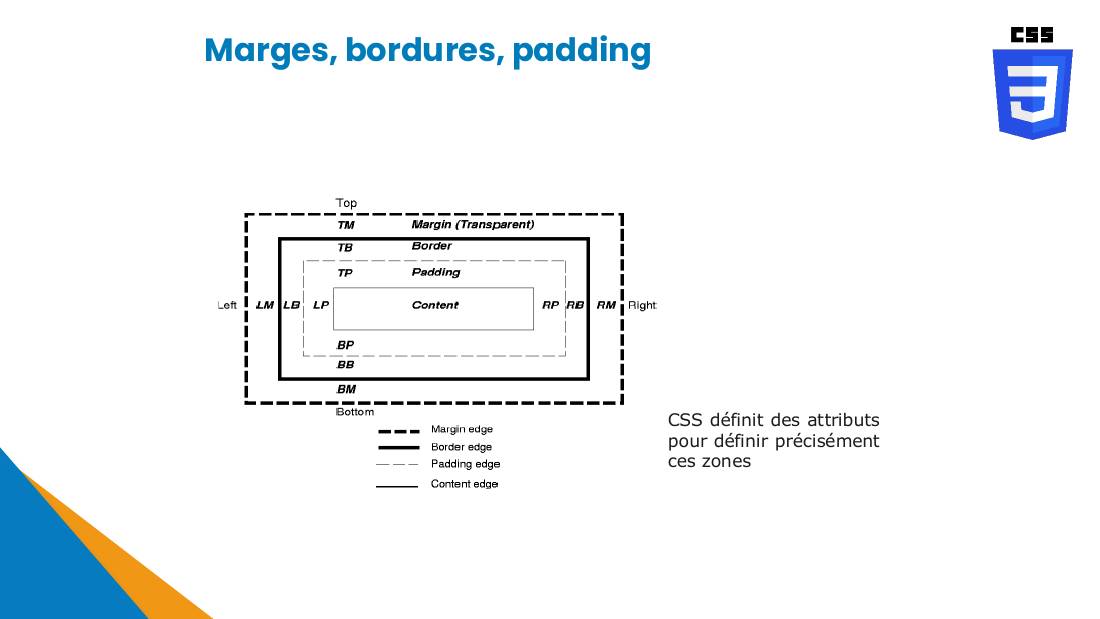 Marges, bordures, padding
CSS
Top
TM Margin (Transparent)
TB Border
TP Padding
Left LM LB LP Content RP RB RM Right
BP
BB
BM
Bottom
Margin edge
Border edge
Padding edge
Content edge
CSS définit des attributs
pour définir précisément
ces zones